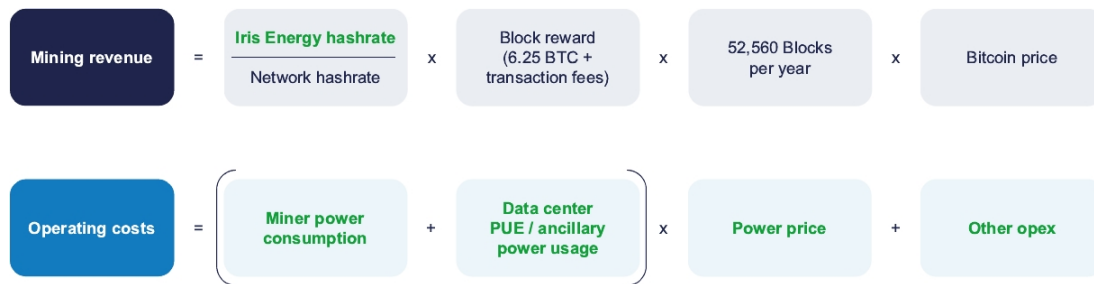 Mining revenue
=
Iris Energy hashrate
Network hashrate
x
Block reward
(6.25 BTC +
transaction fees)
x
52,560 Blocks
per year
x
Bitcoin price
Operating costs
=
Miner power
consumption
+
Data center
PUE / ancillary
power usage
x
Power price
+
Other opex